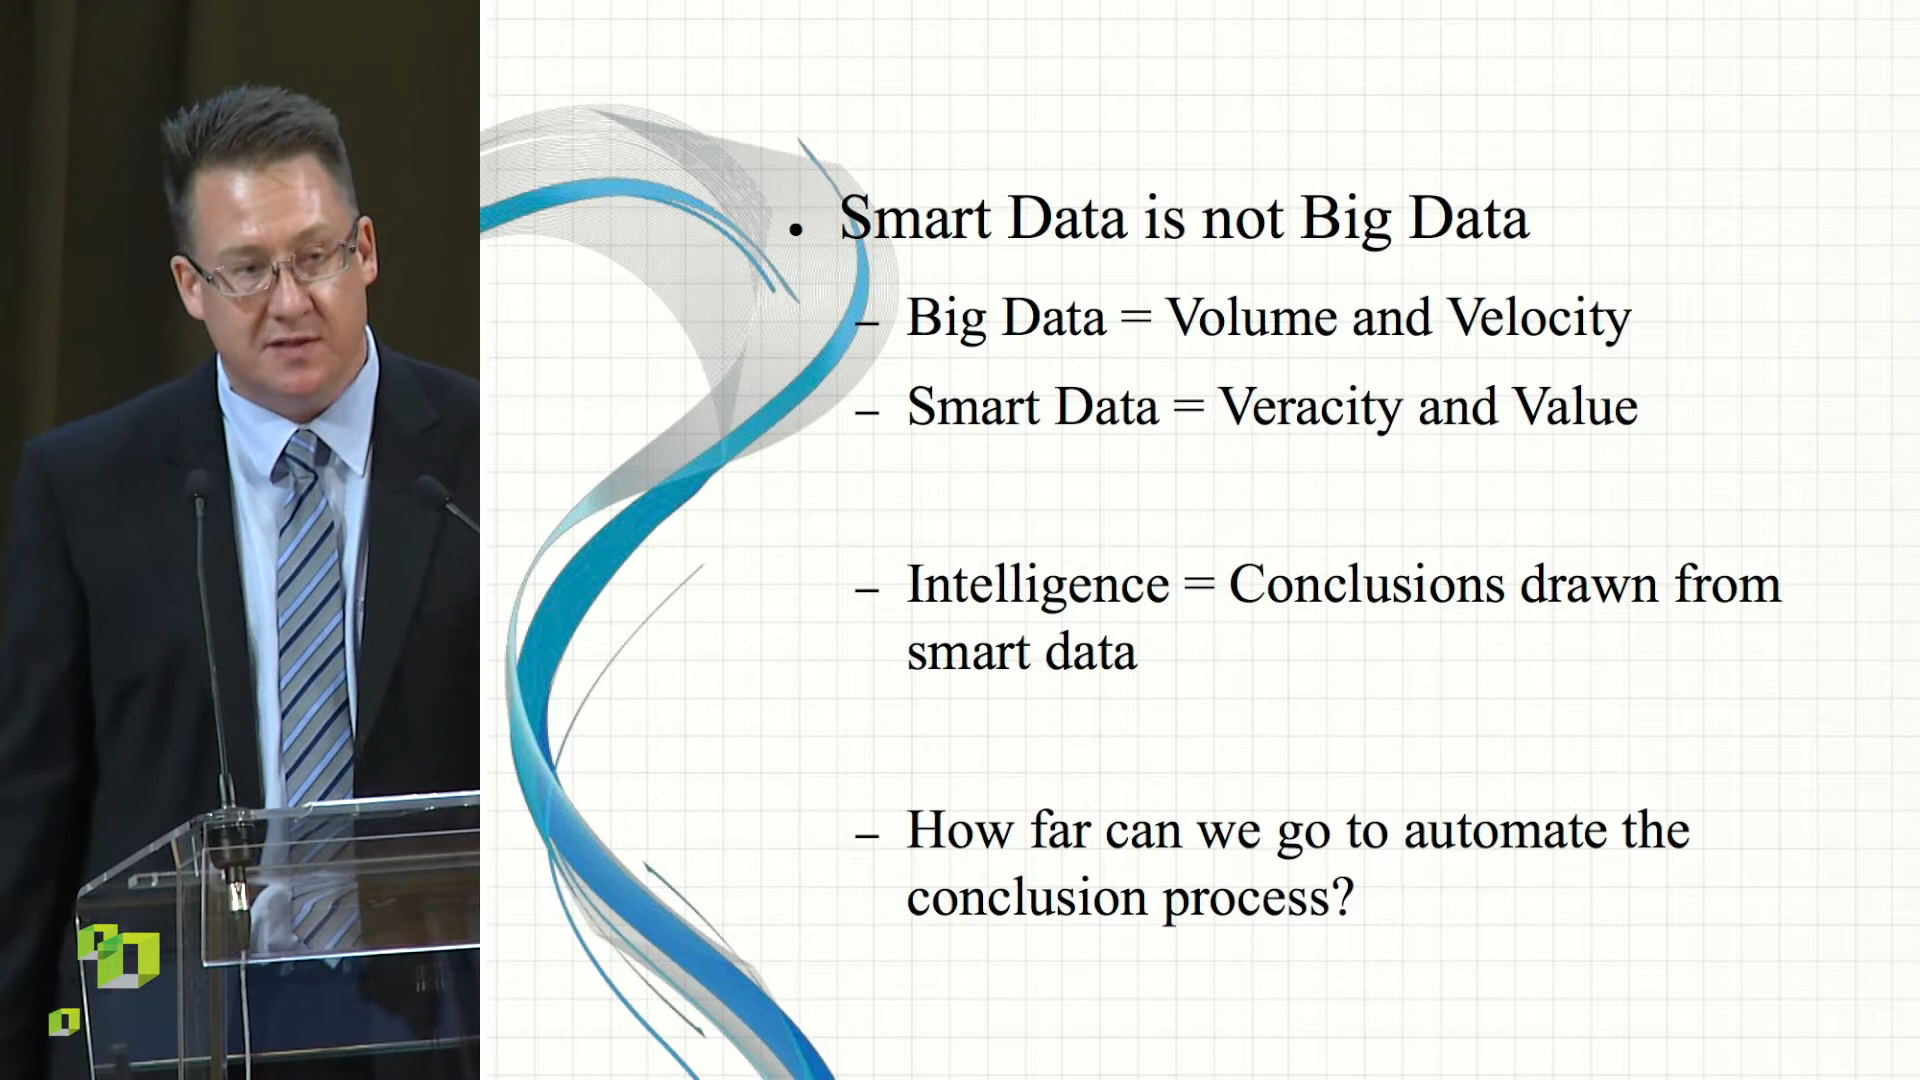 • Smart Data is not Big Data
– Big Data = Volume and Velocity
– Smart Data = Veracity and Value
– Intelligence = Conclusions drawn from
smart data
– How far can we go to automate the
conclusion process?